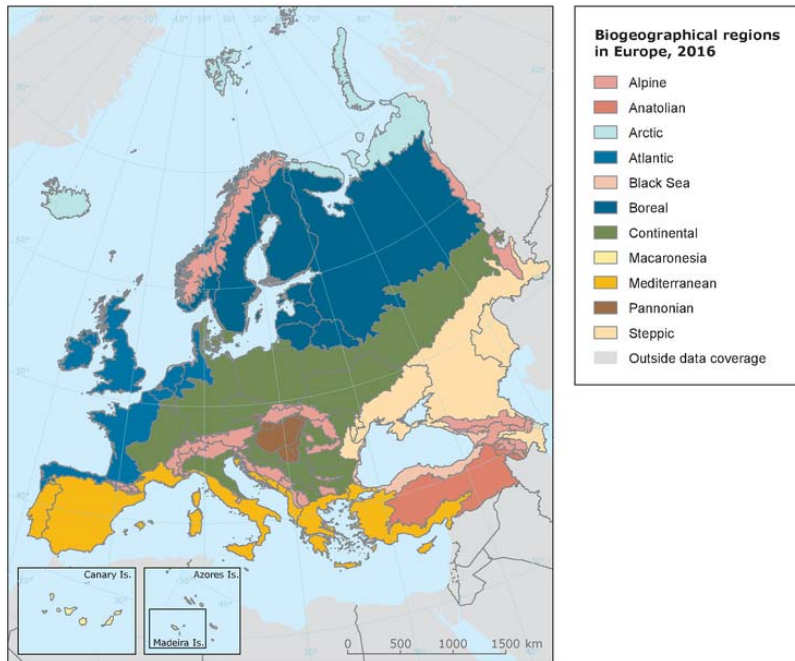 Biogeographical regions
in Europe, 2016
Alpine
Anatolian
Arctic
Atlantic
Black Sea
Boreal
Continental
Macaronesia
Mediterranean
Pannonian
Steppic
Outside data coverage
Canary Is.
Azores Is.
Madeira Is.
0 500 1000 1500 km